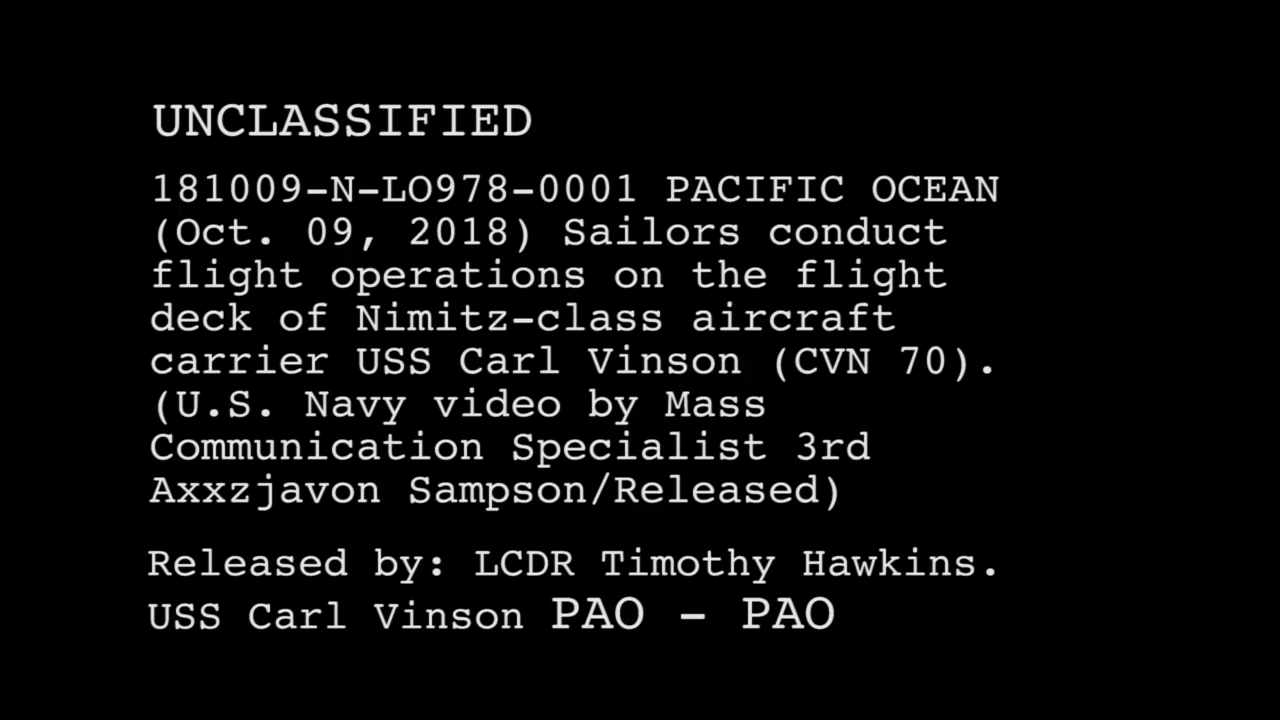 UNCLASSIFIED
181009-N-LO978-0001 PACIFIC OCEAN
(Oct. 09, 2018) Sailors conduct
flight operations on the flight
deck of Nimitz-class aircraft
carrier USS Carl Vinson (CVN 70).
(U.S. Navy video by Mass
Communication Specialist 3rd
Axxzjavon Sampson/Released)
Released by: LCDR Timothy Hawkins.
USS Carl Vinson PAO - PAO